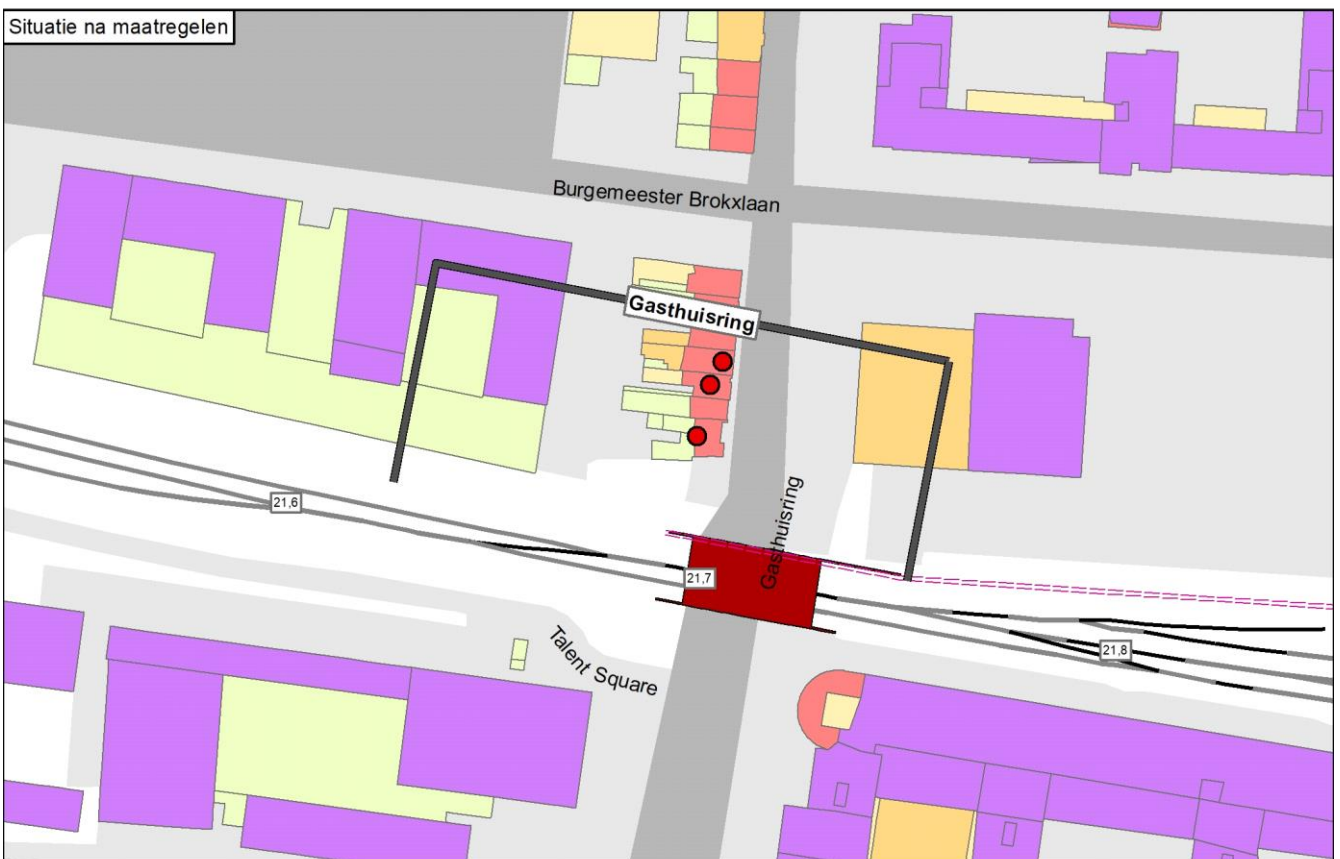 Situatie na maatregelen
Burgemeester Brokxlaan
Gasthuisring
Gasthuisring
21,6
21,7
21,8
Talent Square